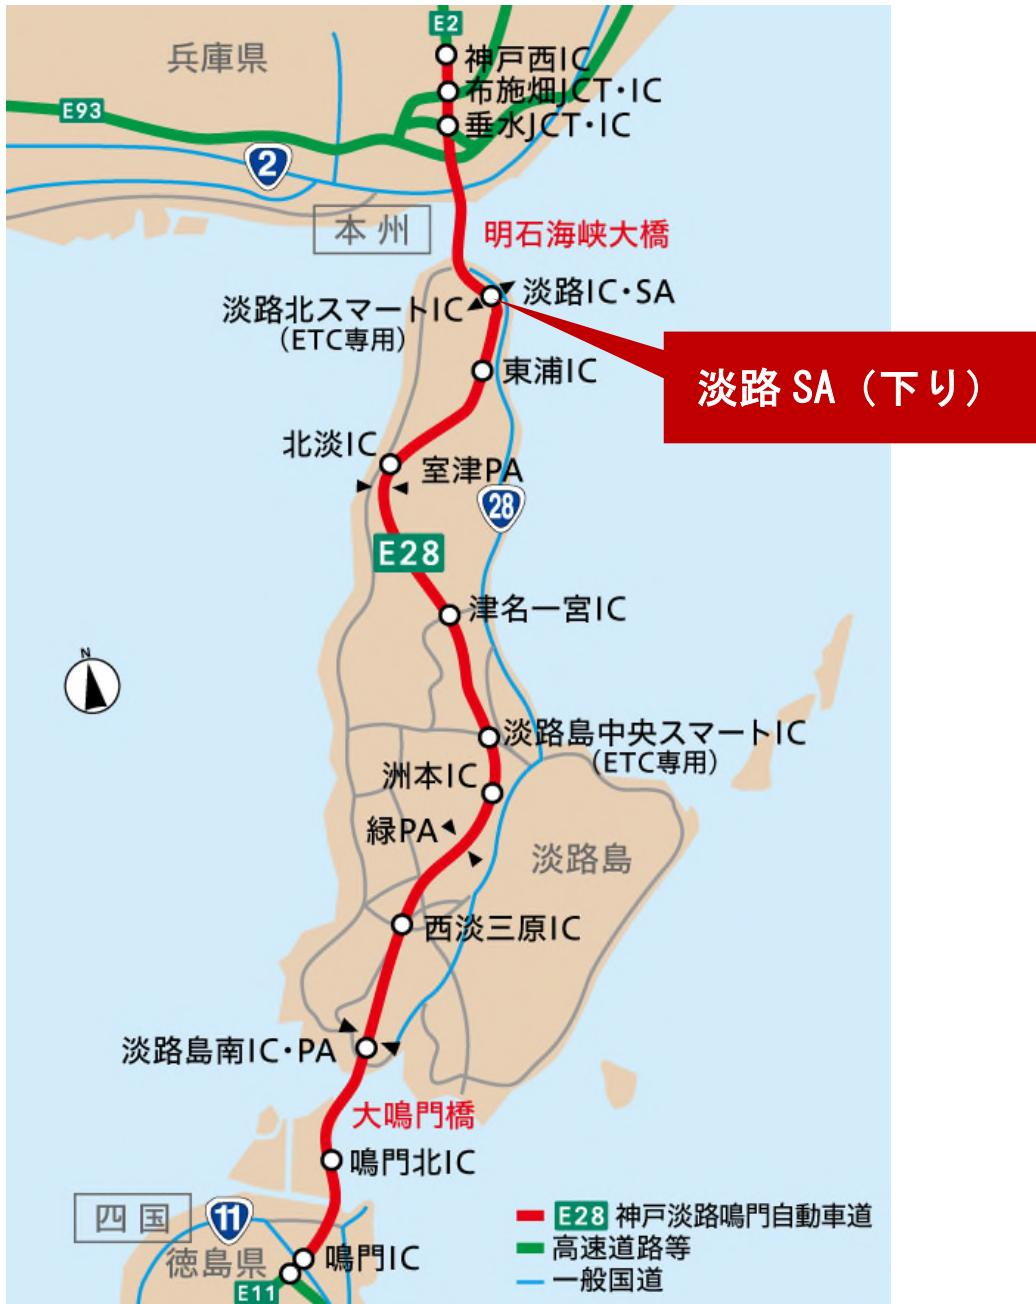 E2
兵庫県
神戸西IC
布施畑JCT・IC
E93
垂水JCT・IC
2
本州
明石海峡大橋
淡路IC・SA
淡路北スマートIC
(ETC専用)
東浦IC
淡路SA（下り）
北淡IC
室津PA
28
E28
津名一宮IC
N
淡路島中央スマートIC
(ETC専用)
洲本IC
緑PA
淡路島
西淡三原IC
淡路島南IC・PA
大鳴門橋
鳴門北IC
四国
11
徳島県
鳴門IC
E11
E28 神戸淡路鳴門自動車道
高速道路等
一般国道